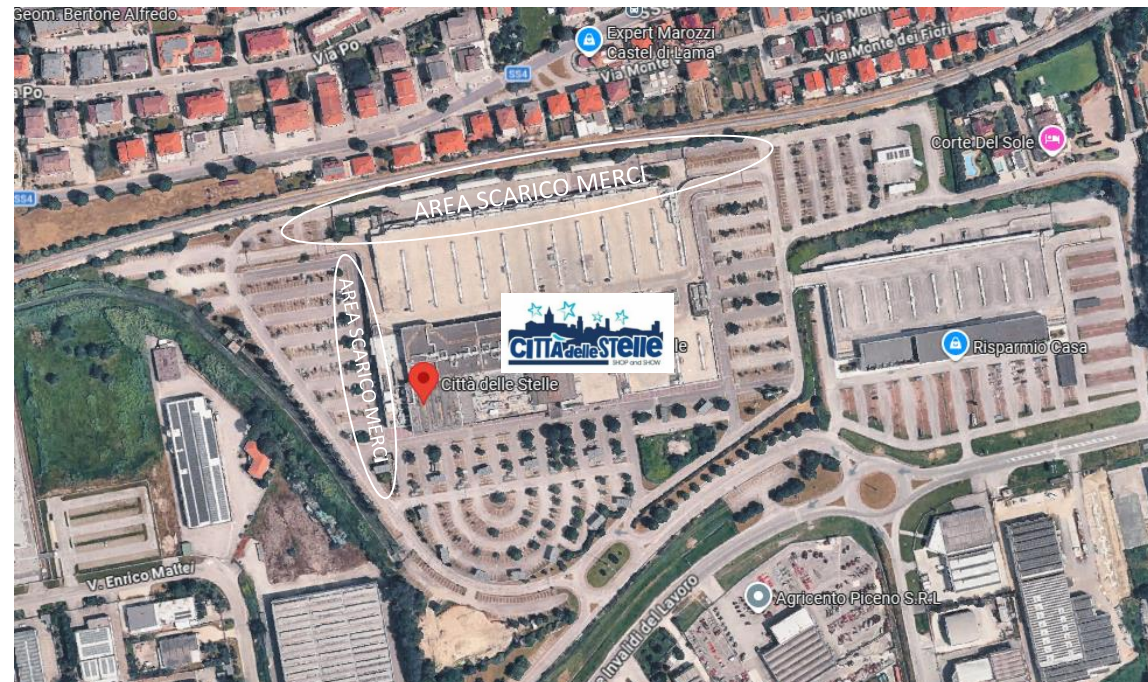 Geom. Bertone Alfredo
Via Po
Via Po
SS4
Expert Marozzi
Castel di Lama
Via Monte
Via Monte dei Fiori
Corte Del Sole
SS4
AREA SCARICO MERCI
AREA SCARICO MERCI
CITTÀ delle STelle
SHOP and SHOW
Città delle Stelle
Risparmio Casa
V. Enrico Mattei
Agricento Piceno S.R.L
Invalidi del Lavoro